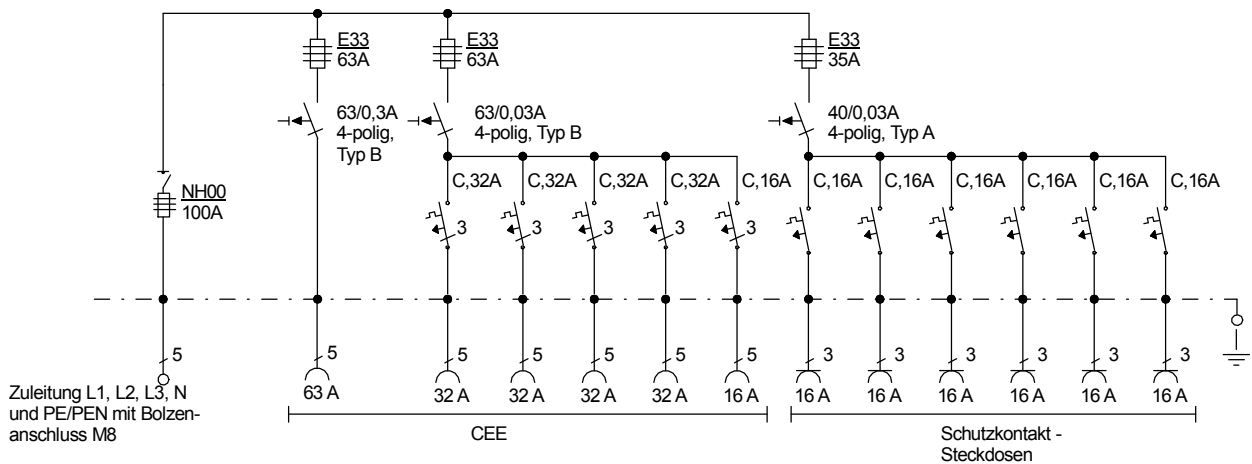 E33
63A
E33
63A
E33
35A
63/0,3A
4-polig,
Typ B
63/0,03A
4-polig, Typ B
40/0,03A
4-polig, Typ A
NH00
100A
C,32A
C,32A
C,32A
C,32A
C,16A
C,16A
C,16A
C,16A
C,16A
C,16A
C,16A
3
3
3
3
3
5
5
5
5
5
5
5
3
3
3
3
3
3
63 A
32 A
32 A
32 A
32 A
16 A
16 A
16 A
16 A
16 A
16 A
16 A
Zuleitung L1, L2, L3, N
und PE/PEN mit Bolzen-
anschluss M8
CEE
Schutzkontakt -
Steckdosen